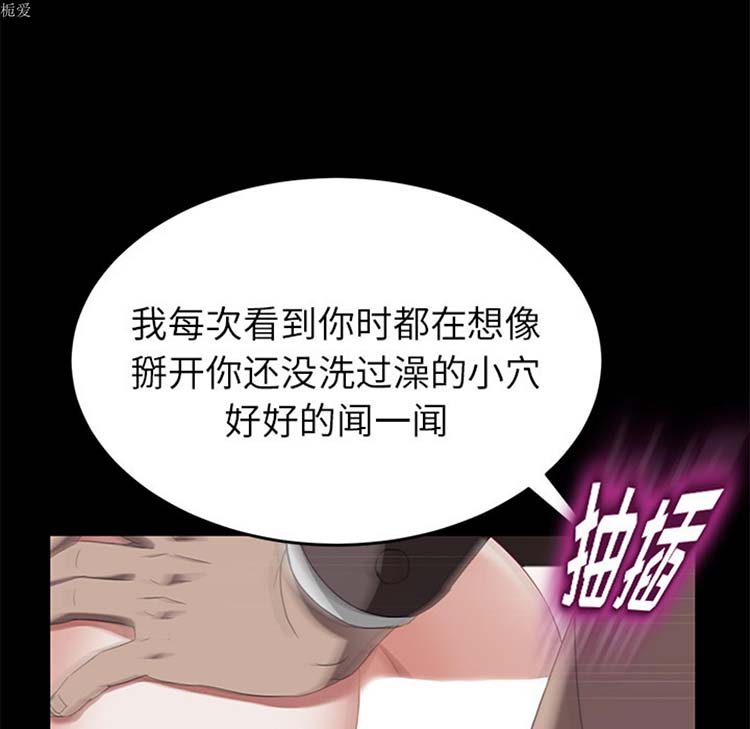 栀爱
我每次看到你时都在想像
掰开你还没洗过澡的小穴
好好的闻一闻
抽插